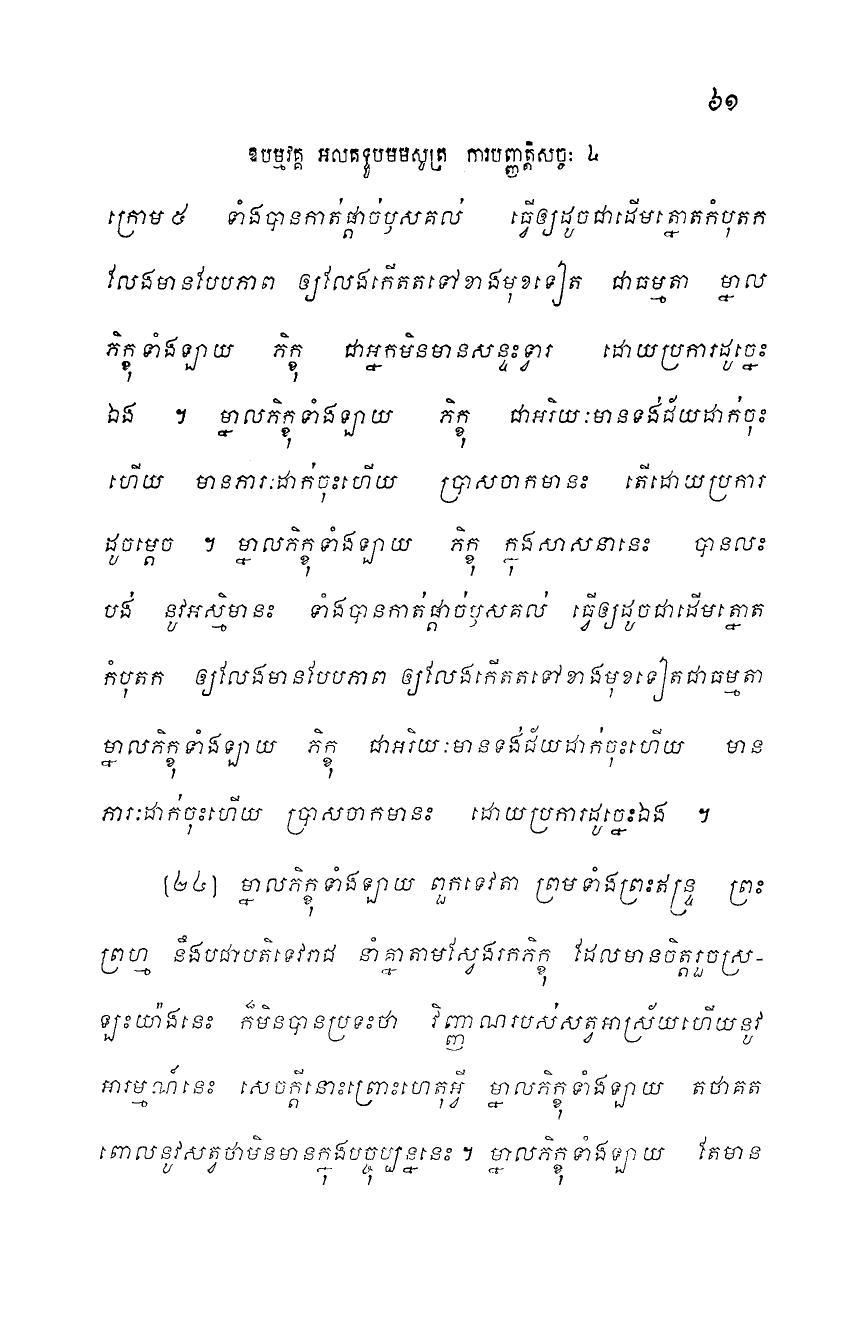 ៦១
ឱបម្មវគ្គ អលគទ្ទូបមមសូត្រ ការបញ្ញត្តិសច្ចៈ ៤
ក្រោម ៥ ទាំងបានកាត់ផ្ដាច់ឫសគល់ ធ្វើឲ្យដូចជាដើមត្នោតកំបុតក
លែងមានបែបភាព ឲ្យលែងកើតតទៅខាងមុខទៀត ជាធម្មតា ម្នាល
ភិក្ខុទាំងឡាយ ភិក្ខុ ជាអ្នកមិនមានសន្ទះទ្វារ ដោយប្រការដូច្នេះ
ឯង ។ ម្នាលភិក្ខុទាំងឡាយ ភិក្ខុ ជាអរិយៈមានទង់ជ័យដាក់ចុះ
ហើយ មានភារៈដាក់ចុះហើយ ប្រាសចាកមានះ តើដោយប្រការ
ដូចម្ដេច ។ ម្នាលភិក្ខុទាំងឡាយ ភិក្ខុ ក្នុងសាសនានេះ បានលះ
បង់ នូវអស្មិមានះ ទាំងបានកាត់ផ្ដាច់ឫសគល់ ធ្វើឲ្យដូចជាដើមត្នោត
កំបុតក ឲ្យលែងមានបែបភាព ឲ្យលែងកើតតទៅខាងមុខទៀតជាធម្មតា
ម្នាលភិក្ខុទាំងឡាយ ភិក្ខុ ជាអរិយៈមានទង់ជ័យដាក់ចុះហើយ មាន
ភារៈដាក់ចុះហើយ ប្រាសចាកមានះ ដោយប្រការដូច្នេះឯង ។
(២៤) ម្នាលភិក្ខុទាំងឡាយ ពួកទេវតា ព្រមទាំងព្រះឥន្ទ្រ ព្រះ
ព្រហ្ម នឹងបជាបតិទេវរាជ នាំគ្នាតាមស្វែងរកភិក្ខុ ដែលមានចិត្តរួចស្រ-
ឡះយ៉ាងនេះ ក៏មិនបានប្រទះថា វិញ្ញាណរបស់សត្វអាស្រ័យហើយនូវ
អារម្មណ៍នេះ សេចក្ដីនោះព្រោះហេតុអ្វី ម្នាលភិក្ខុទាំងឡាយ តថាគត
ពោលនូវសត្វថាមិនមានក្នុងបច្ចុប្បន្ននេះ ។ ម្នាលភិក្ខុទាំងឡាយ តែមាន